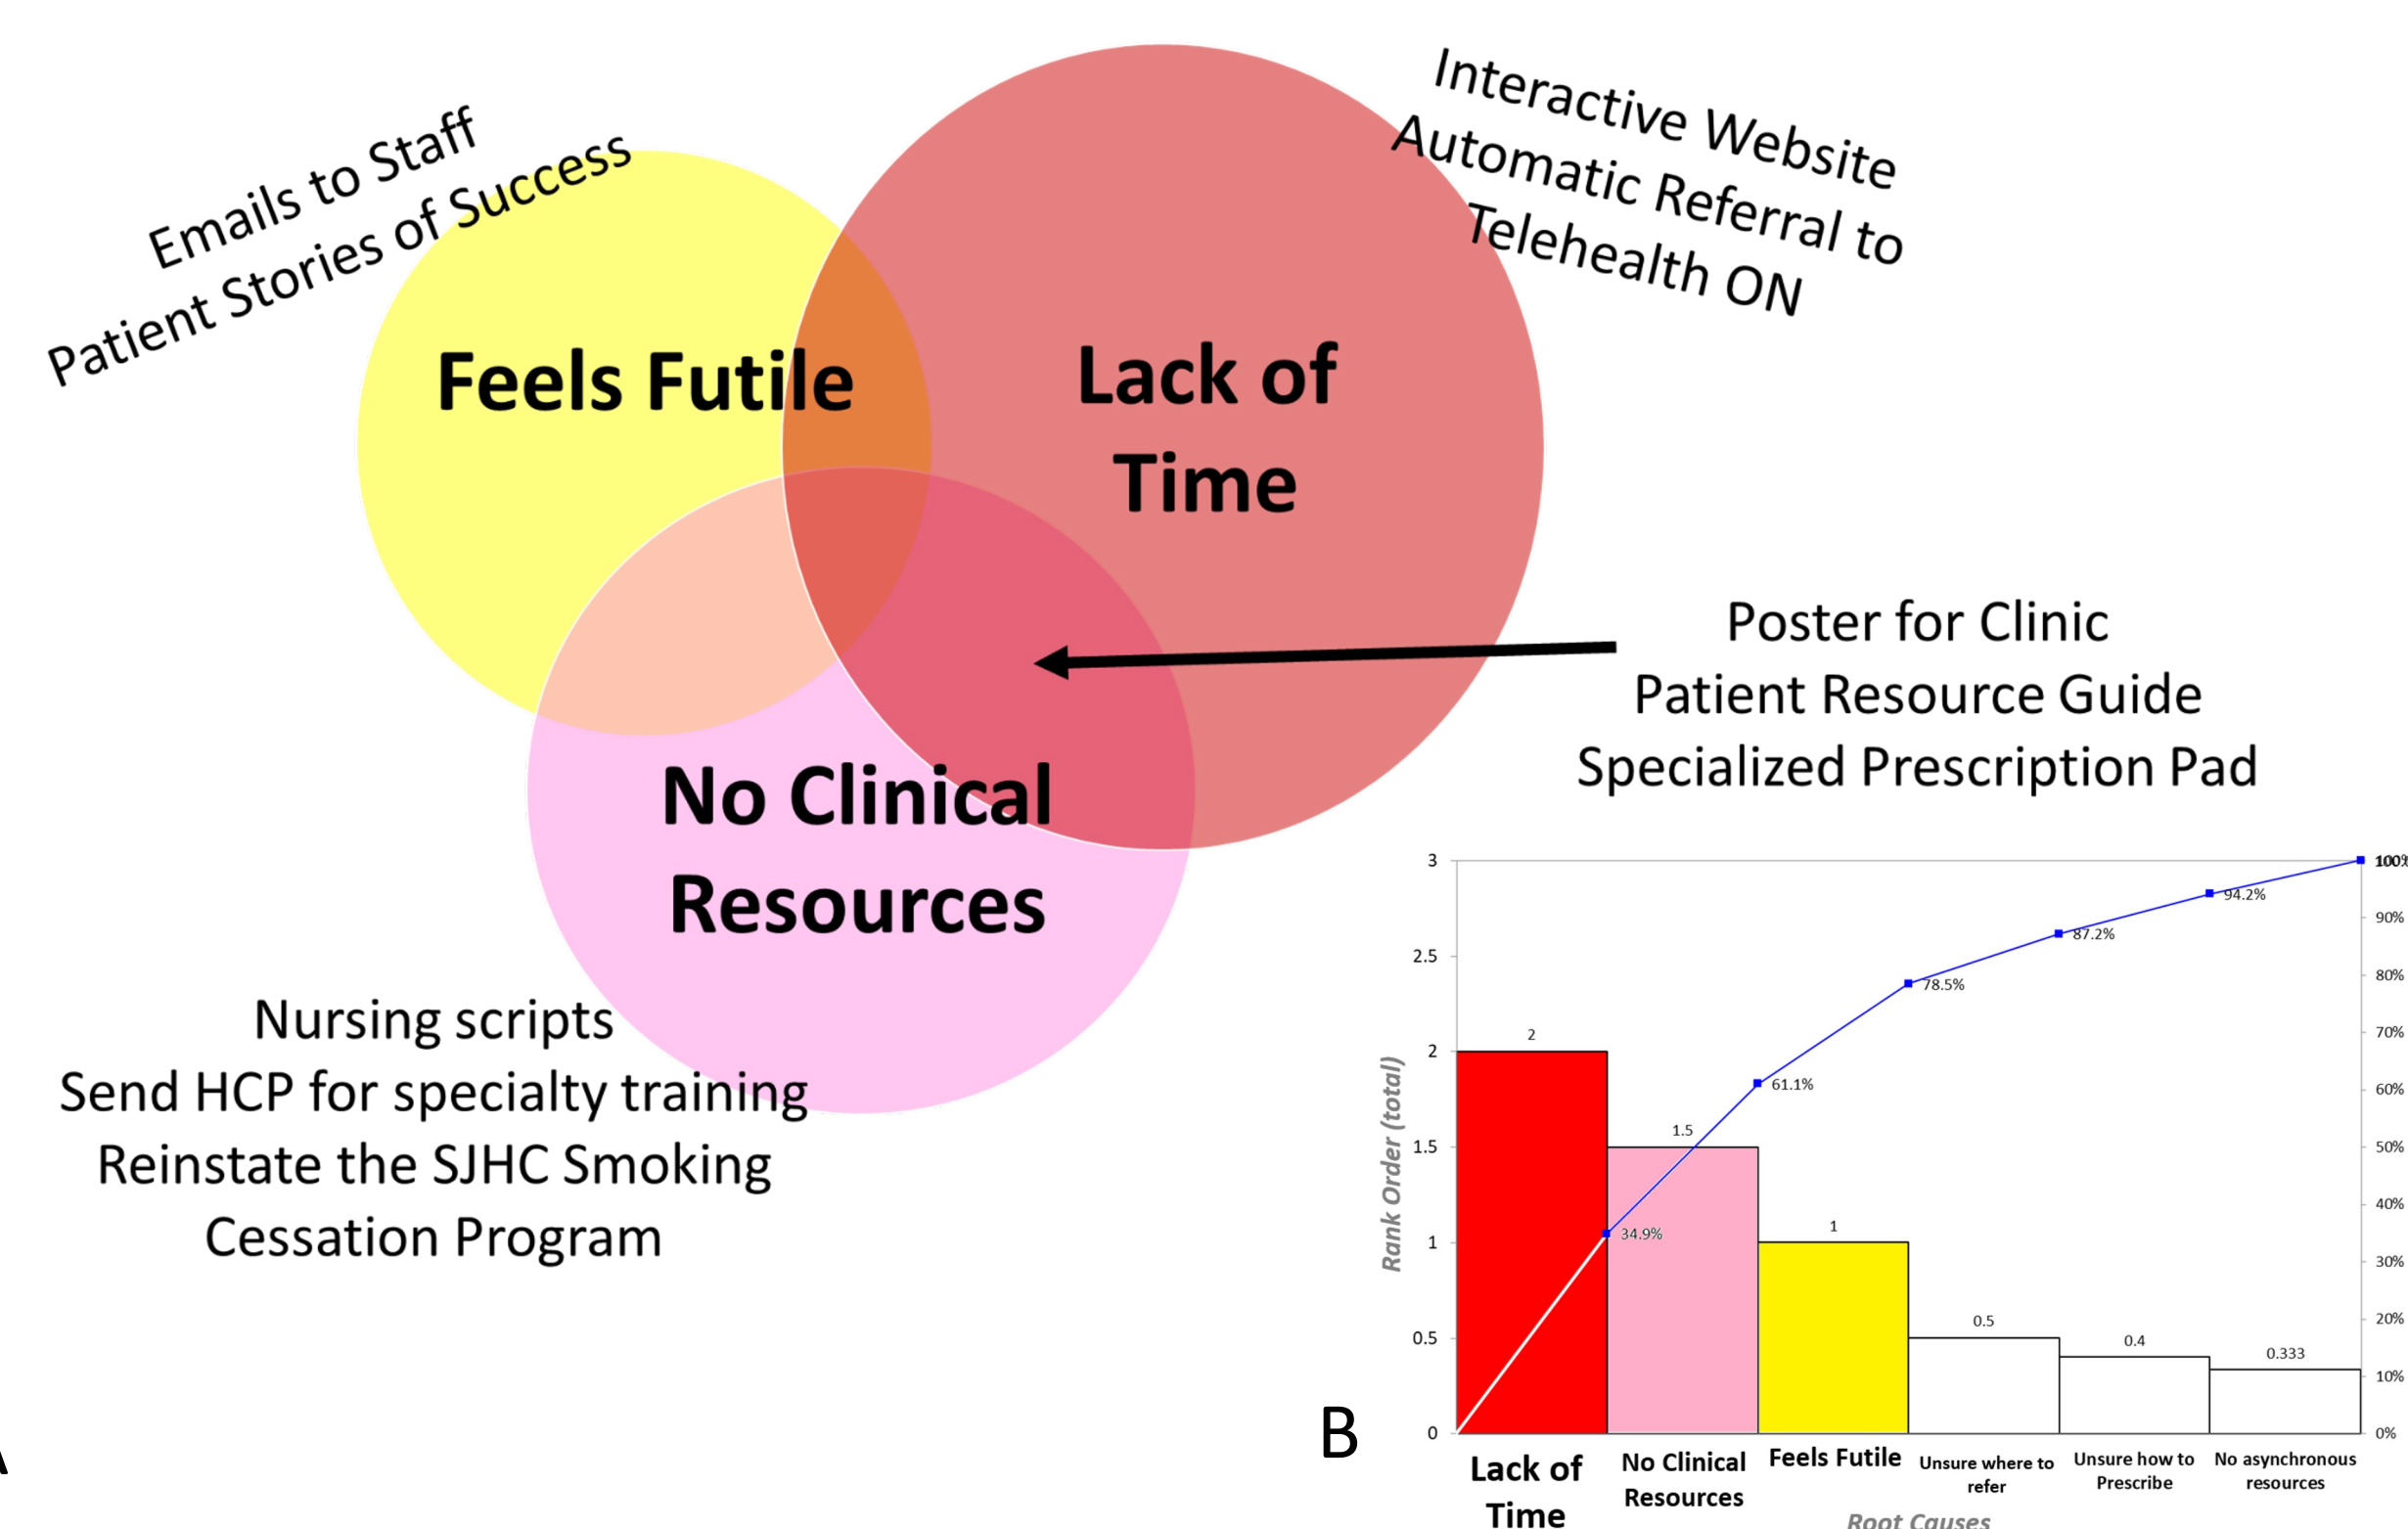 Emails to Staff
Patient Stories of Success
Interactive Website
Automatic Referral to
Telehealth ON
Feels Futile
Lack of
Time
Poster for Clinic
Patient Resource Guide
Specialized Prescription Pad
No Clinical
Resources
Nursing scripts
Send HCP for specialty training
Reinstate the SJHC Smoking
Cessation Program
B
Rank Order (total)
3
2.5
2
1.5
1
0.5
0
2
1.5
1
0.5
0.4
0.333
34.9%
61.1%
78.5%
87.2%
94.2%
90%
80%
70%
60%
50%
40%
30%
20%
10%
0%
Lack of
Time
No Clinical
Resources
Feels Futile
Unsure where to
refer
Unsure how to
Prescribe
No asynchronous
resources
Root Causes